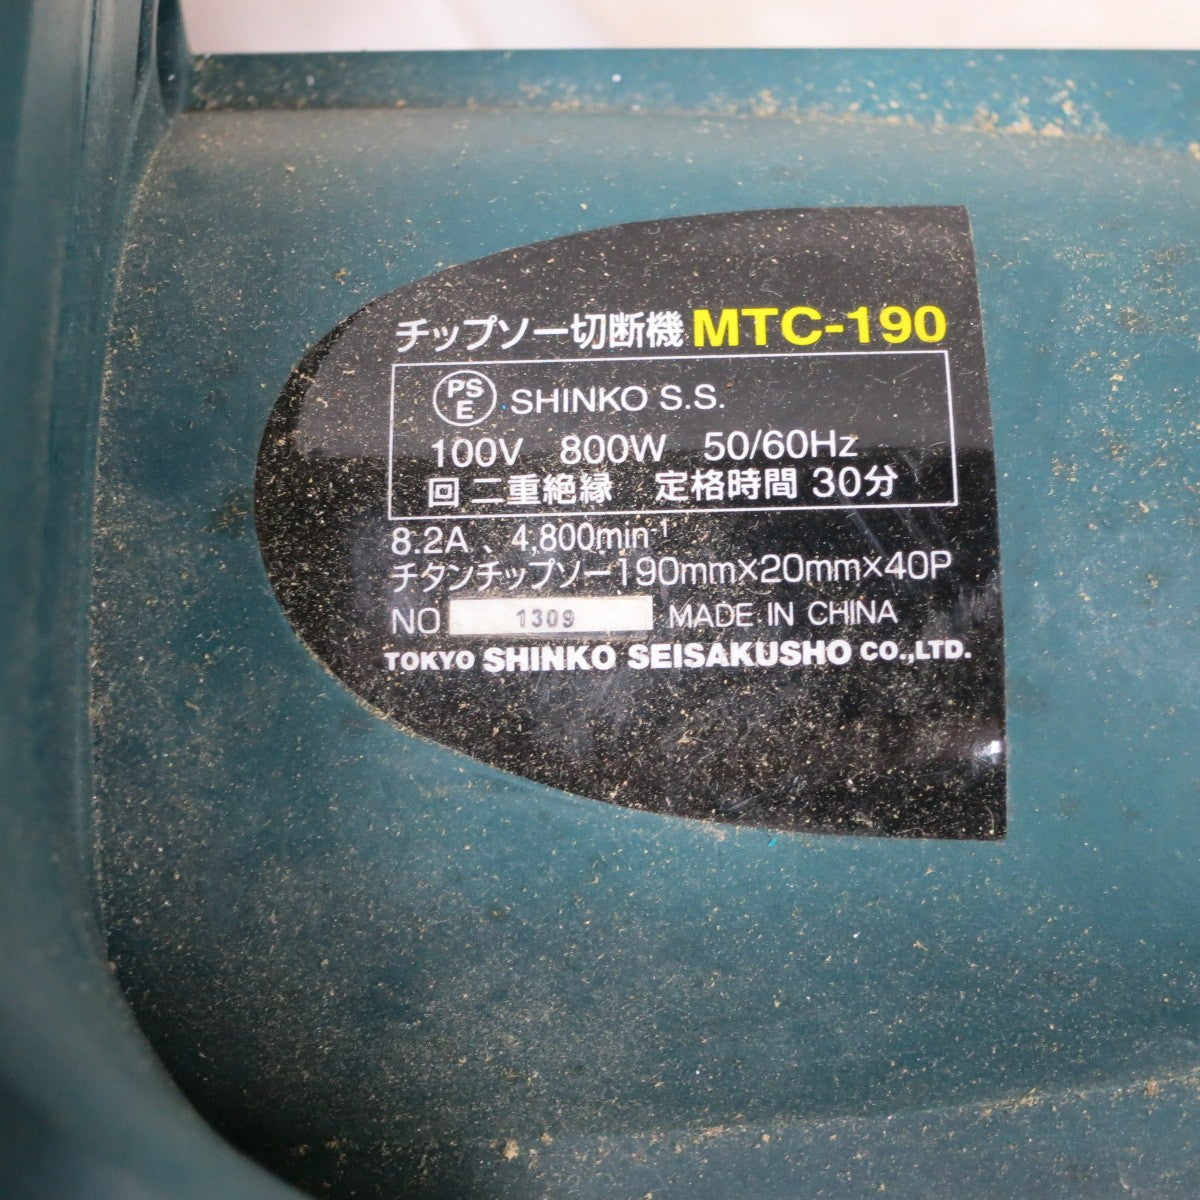 チップソー切断機 MTC-190
PS E SHINKO S.S.
100V 800W 50/60Hz
回 二重絶縁 定格時間 30分
8.2A、4,800min⁻¹
チタンチップソー190mm×20mm×40P
NO 1309 MADE IN CHINA
TOKYO SHINKO SEISAKUSHO CO.,LTD.